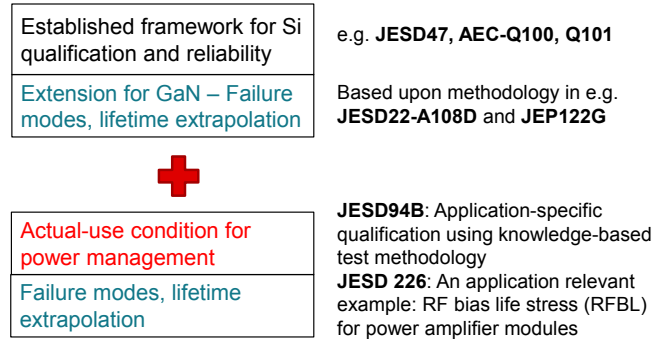 Established framework for Si
qualification and reliability
e.g. JESD47, AEC-Q100, Q101
Extension for GaN – Failure
modes, lifetime extrapolation
Based upon methodology in e.g.
JESD22-A108D and JEP122G
Actual-use condition for
power management
Failure modes, lifetime
extrapolation
JESD94B: Application-specific
qualification using knowledge-based
test methodology
JESD 226: An application relevant
example: RF bias life stress (RFBL)
for power amplifier modules